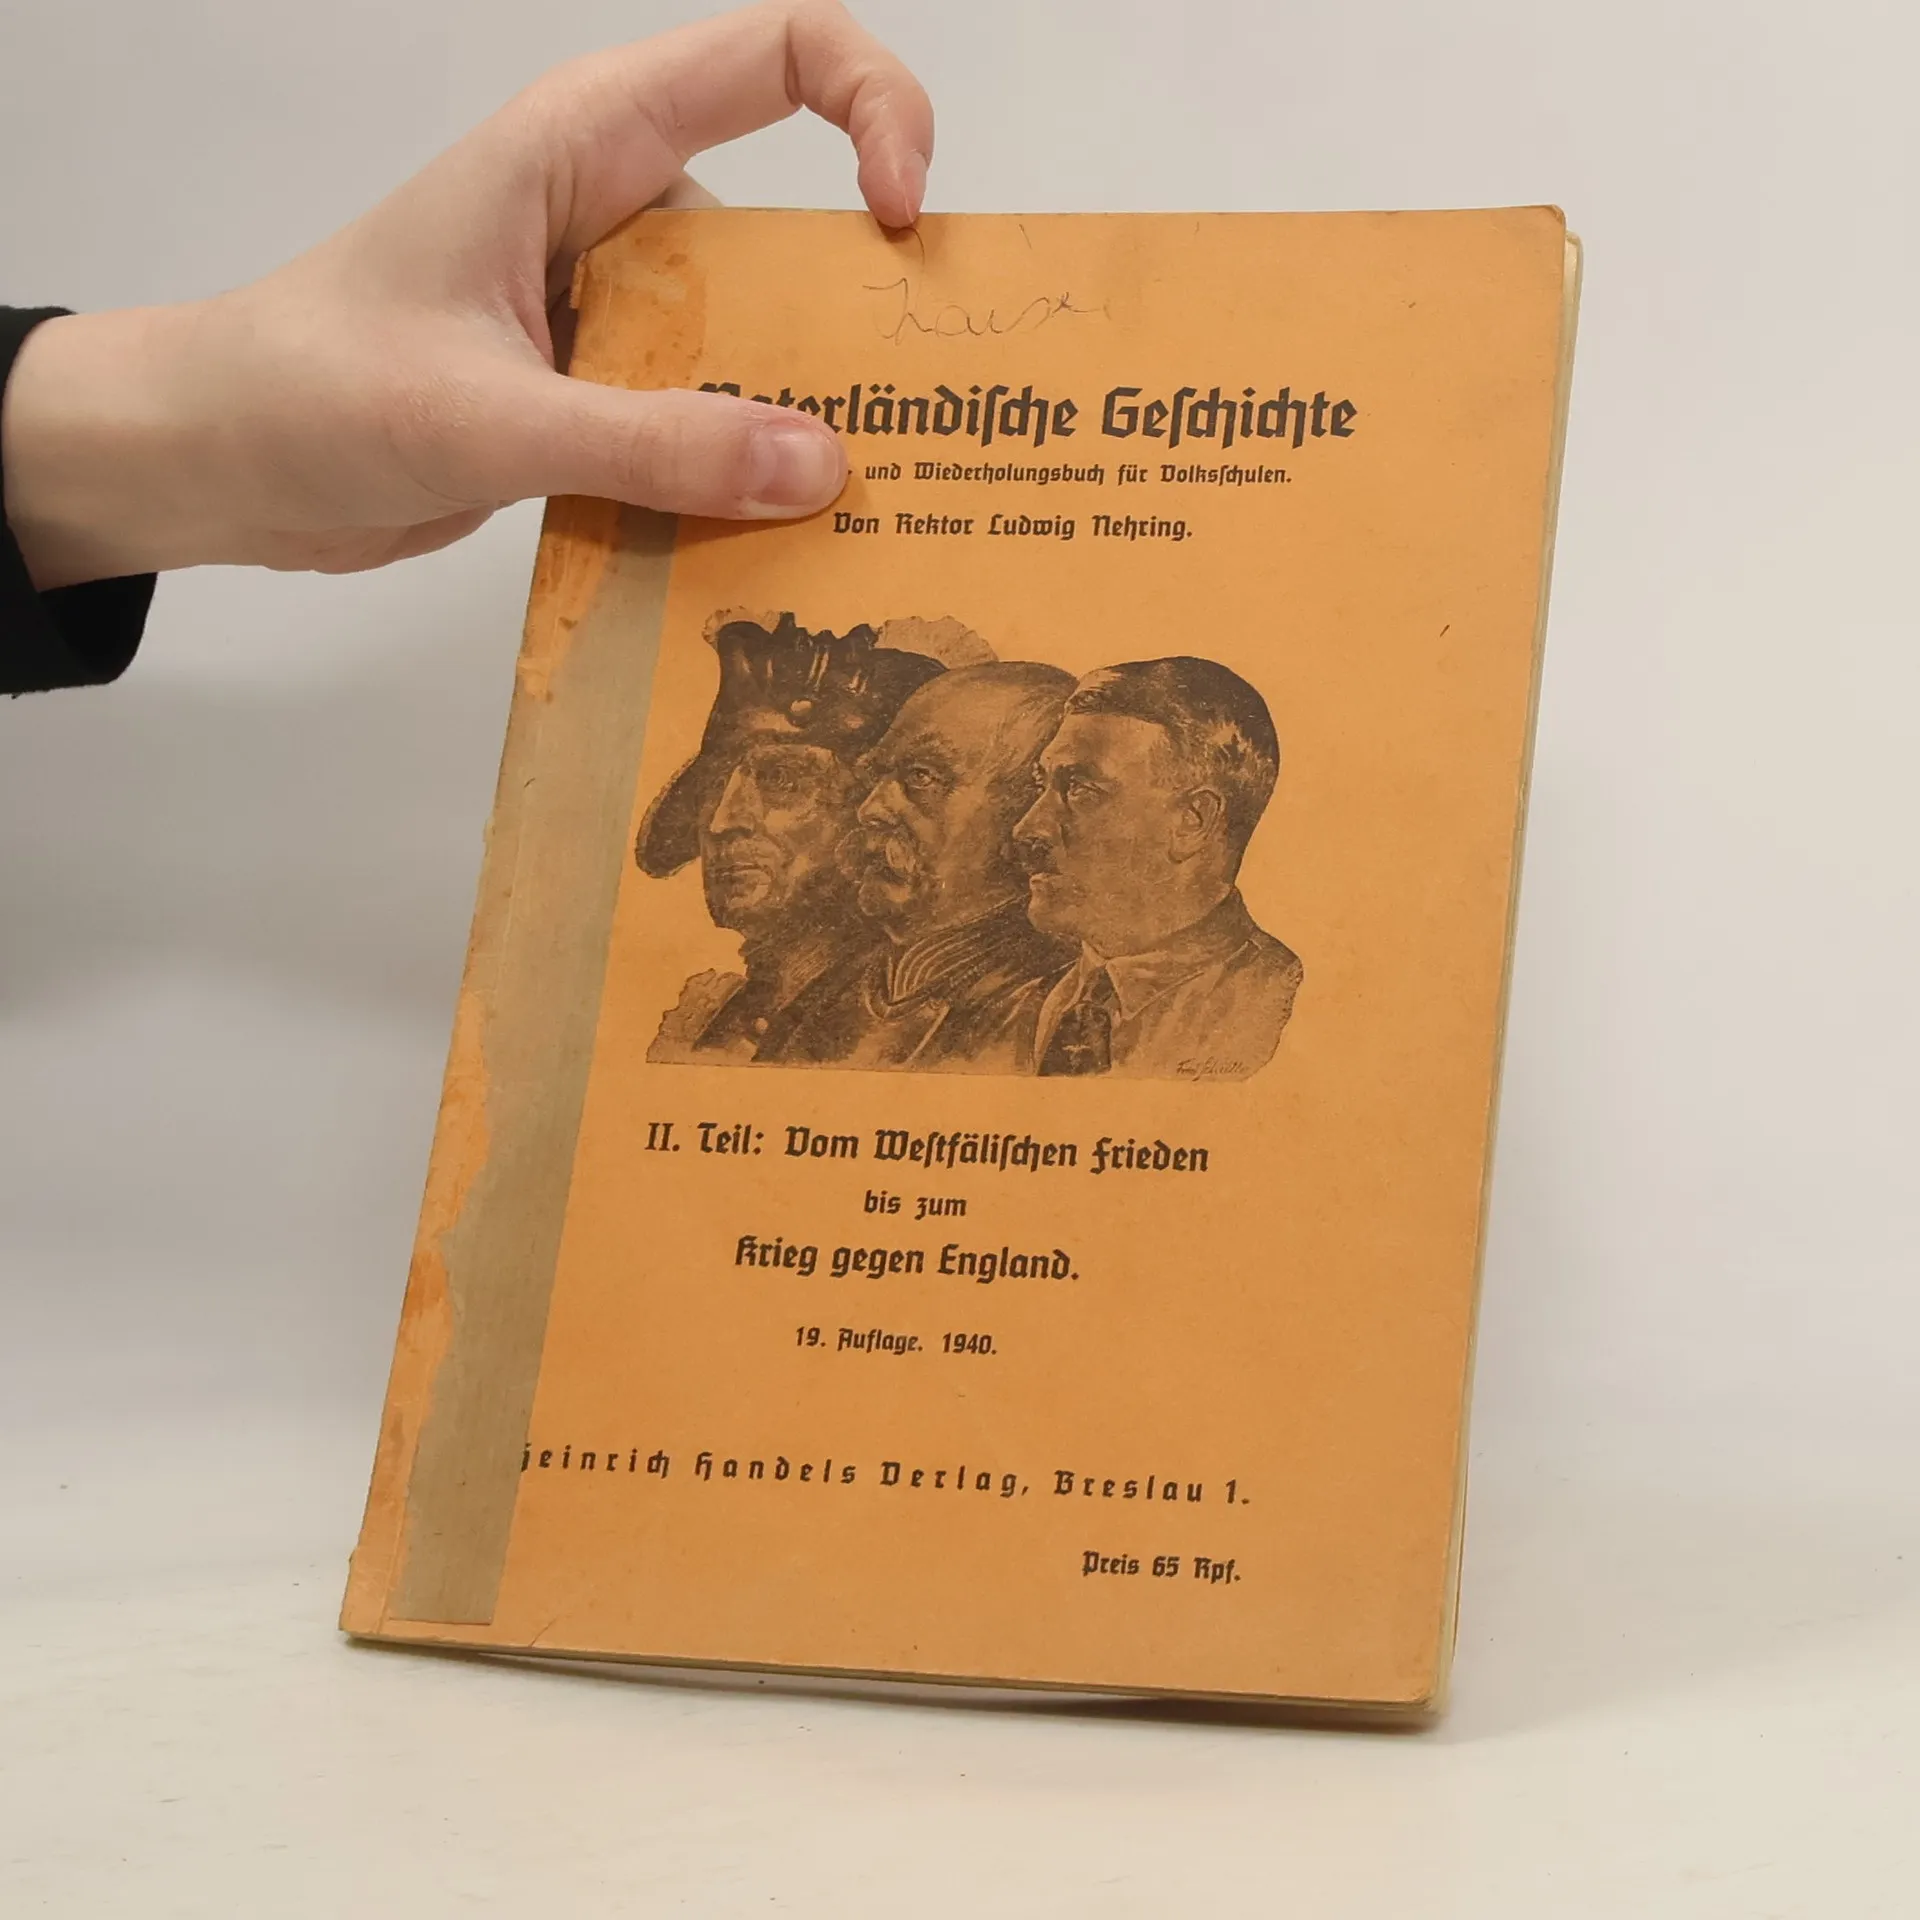 Vaterländische Geschichte
und Wiederholungsbuch für Volksschulen.
Von Rektor Ludwig Nehring.
II. Teil: Vom Westfälischen Frieden
bis zum
Krieg gegen England.
19. Auflage. 1940.
Heinrich Handels Verlag, Breslau 1.
Preis 65 Rpf.